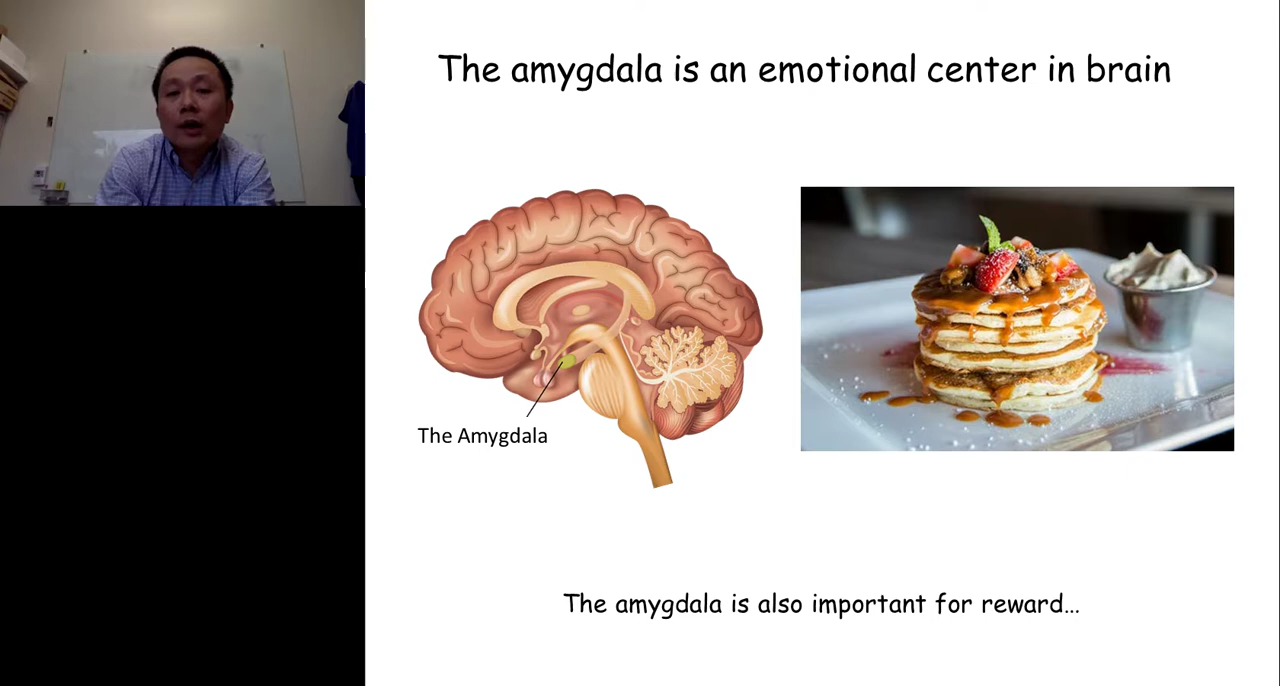 The amygdala is an emotional center in brain
The Amygdala
The amygdala is also important for reward...